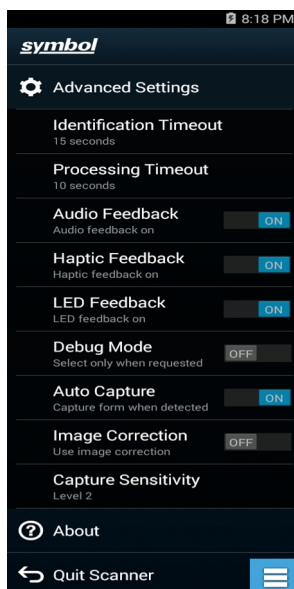 8:18 PM
symbol
Advanced Settings
Identification Timeout
15 seconds
Processing Timeout
10 seconds
Audio Feedback
Audio feedback on
ON
Haptic Feedback
Haptic feedback on
ON
LED Feedback
LED feedback on
ON
Debug Mode
Select only when requested
OFF
Auto Capture
Capture form when detected
ON
Image Correction
Use image correction
OFF
Capture Sensitivity
Level 2
About
Quit Scanner